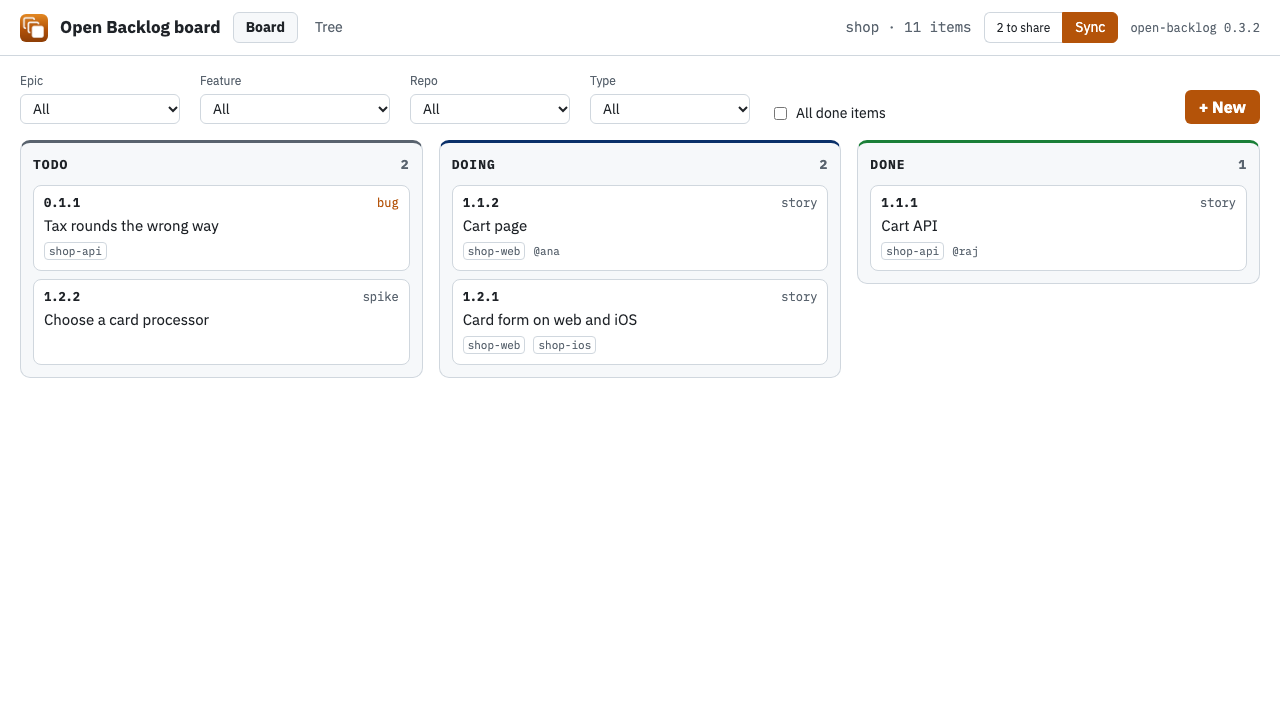 Open Backlog board Board Tree shop · 11 items 2 to share Sync open-backlog 0.3.2
Epic Feature Repo Type
All All All All All done items + New
TODO 2
0.1.1 bug
Tax rounds the wrong way
shop-api
1.2.2 spike
Choose a card processor
DOING 2
1.1.2 story
Cart page
shop-web @ana
1.2.1 story
Card form on web and iOS
shop-web shop-ios
DONE 1
1.1.1 story
Cart API
shop-api @raj